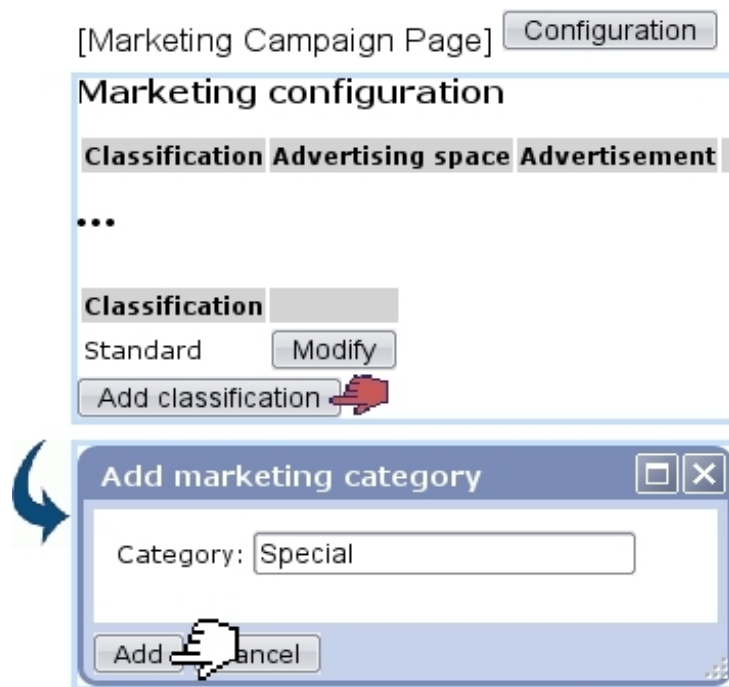 [Marketing Campaign Page] Configuration
Marketing configuration
Classification Advertising space Advertisement
...
Classification
Standard Modify
Add classification
Add marketing category
Category: Special
Add ancel